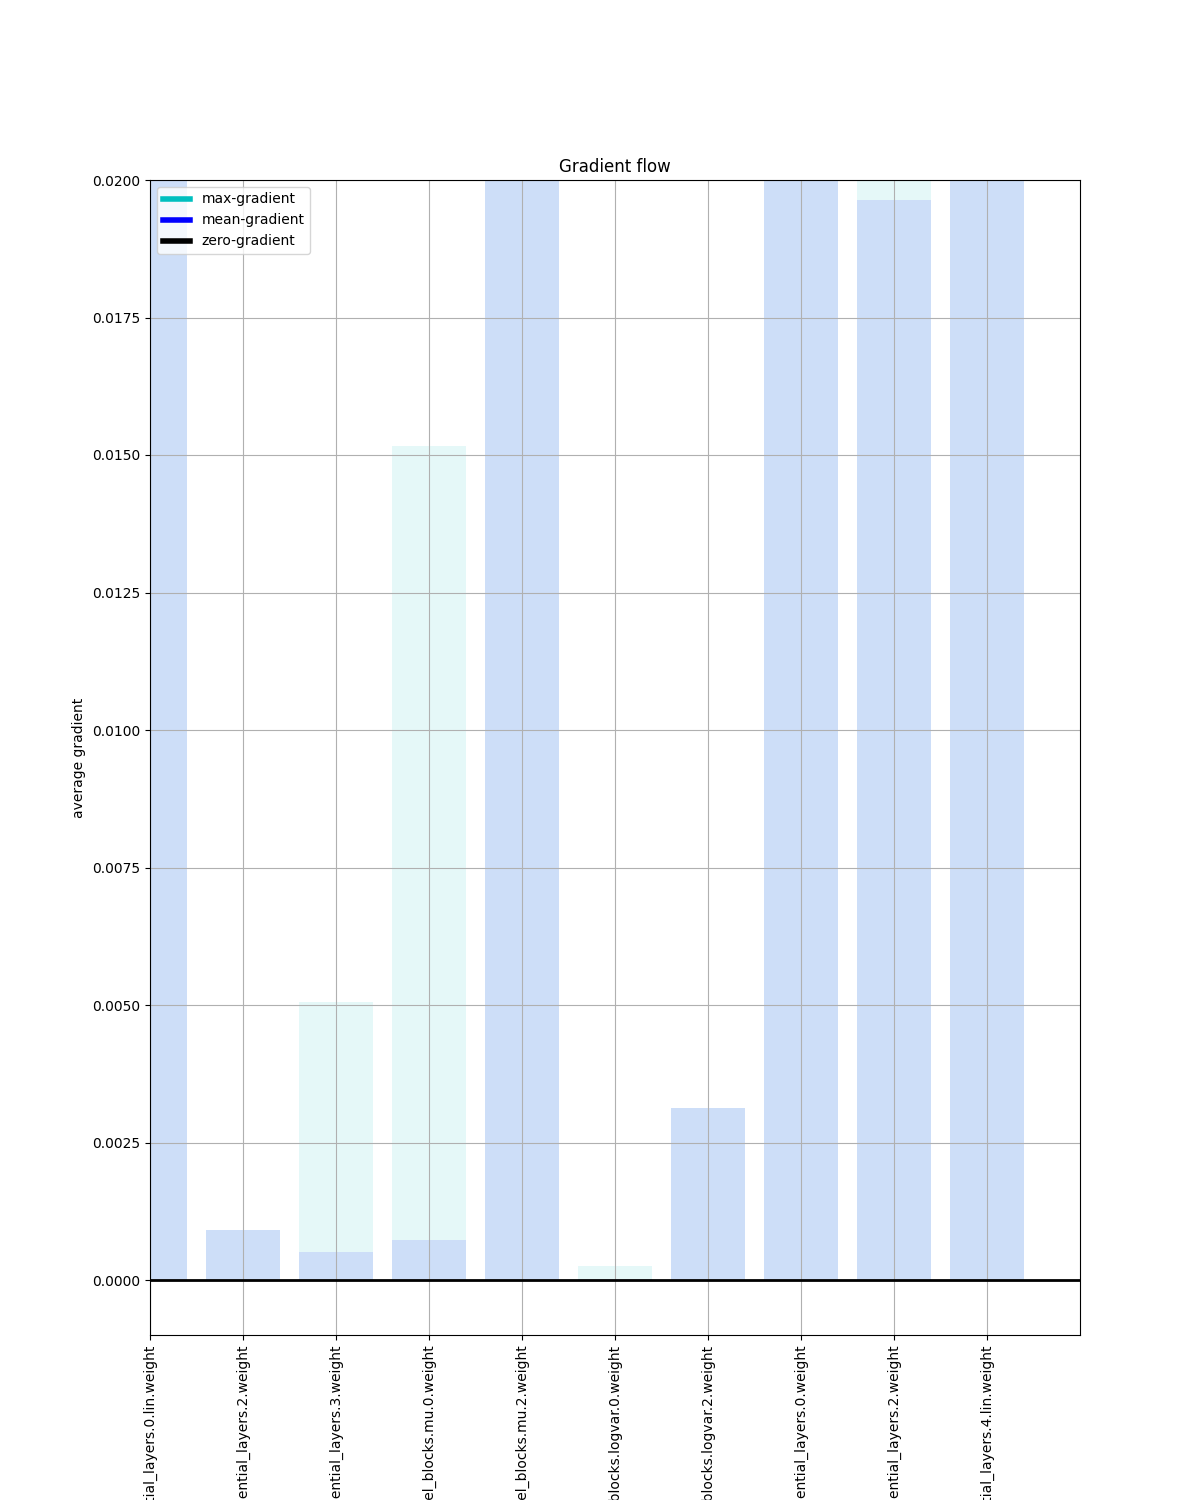 Gradient flow
max-gradient
mean-gradient
zero-gradient
0.0200
0.0175
0.0150
0.0125
0.0100
0.0075
0.0050
0.0025
0.0000
average gradient
tial_layers.0.lin.weight
ential_layers.2.weight
ential_layers.3.weight
el_blocks.mu.0.weight
el_blocks.mu.2.weight
blocks.logvar.0.weight
blocks.logvar.2.weight
ential_layers.0.weight
ential_layers.2.weight
tial_layers.4.lin.weight